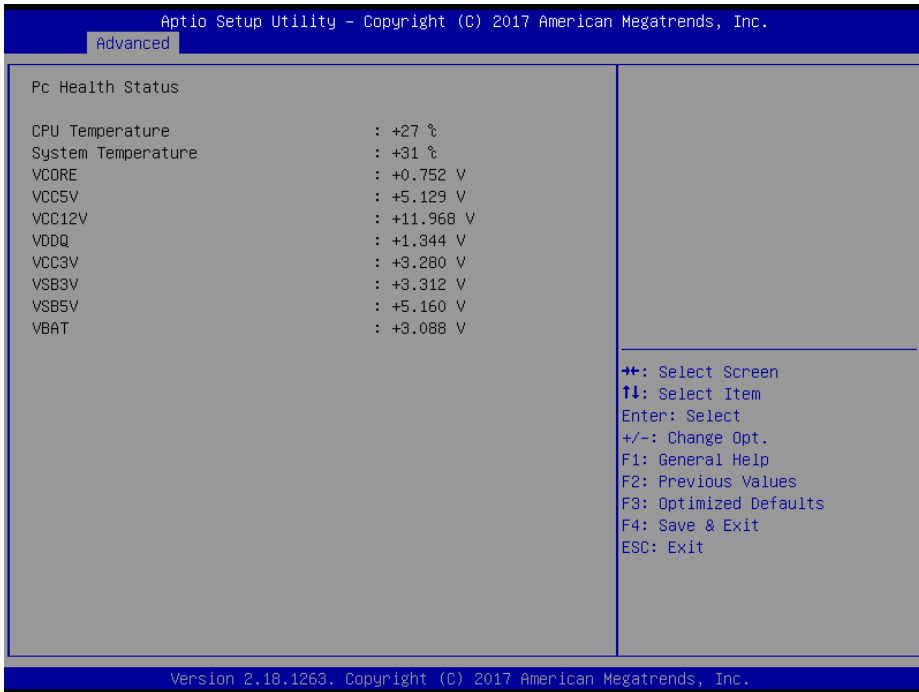 Aptio Setup Utility – Copyright (C) 2017 American Megatrends, Inc.
Advanced
Pc Health Status
CPU Temperature : +27 ℃
System Temperature : +31 ℃
VCORE : +0.752 V
VCC5V : +5.129 V
VCC12V : +11.968 V
VDDQ : +1.344 V
VCC3V : +3.280 V
VSB3V : +3.312 V
VSB5V : +5.160 V
VBAT : +3.088 V
→←: Select Screen
↑↓: Select Item
Enter: Select
+/-: Change Opt.
F1: General Help
F2: Previous Values
F3: Optimized Defaults
F4: Save & Exit
ESC: Exit
Version 2.18.1263. Copyright (C) 2017 American Megatrends, Inc.